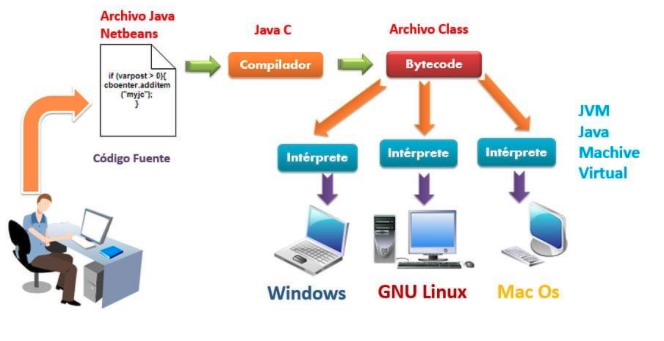 Archivo Java
Netbeans
Java C
Archivo Class
if (varpost > 0){
cboenter.additem
("myjc");
}
Compilador
Bytecode
Código Fuente
Intérprete
Intérprete
Intérprete
JVM
Java
Machive
Virtual
Windows
GNU Linux
Mac Os